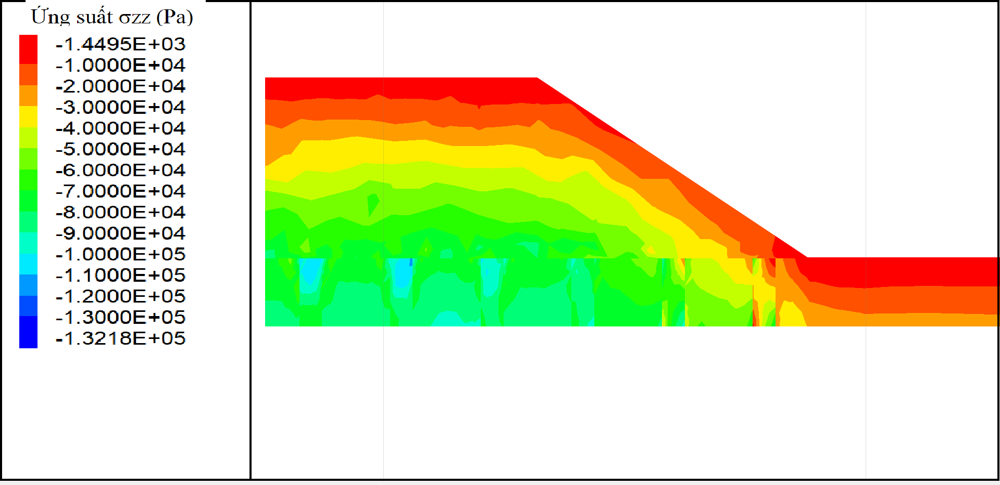 Ứng suất σzz (Pa)
-1.4495E+03
-1.0000E+04
-2.0000E+04
-3.0000E+04
-4.0000E+04
-5.0000E+04
-6.0000E+04
-7.0000E+04
-8.0000E+04
-9.0000E+04
-1.0000E+05
-1.1000E+05
-1.2000E+05
-1.3000E+05
-1.3218E+05